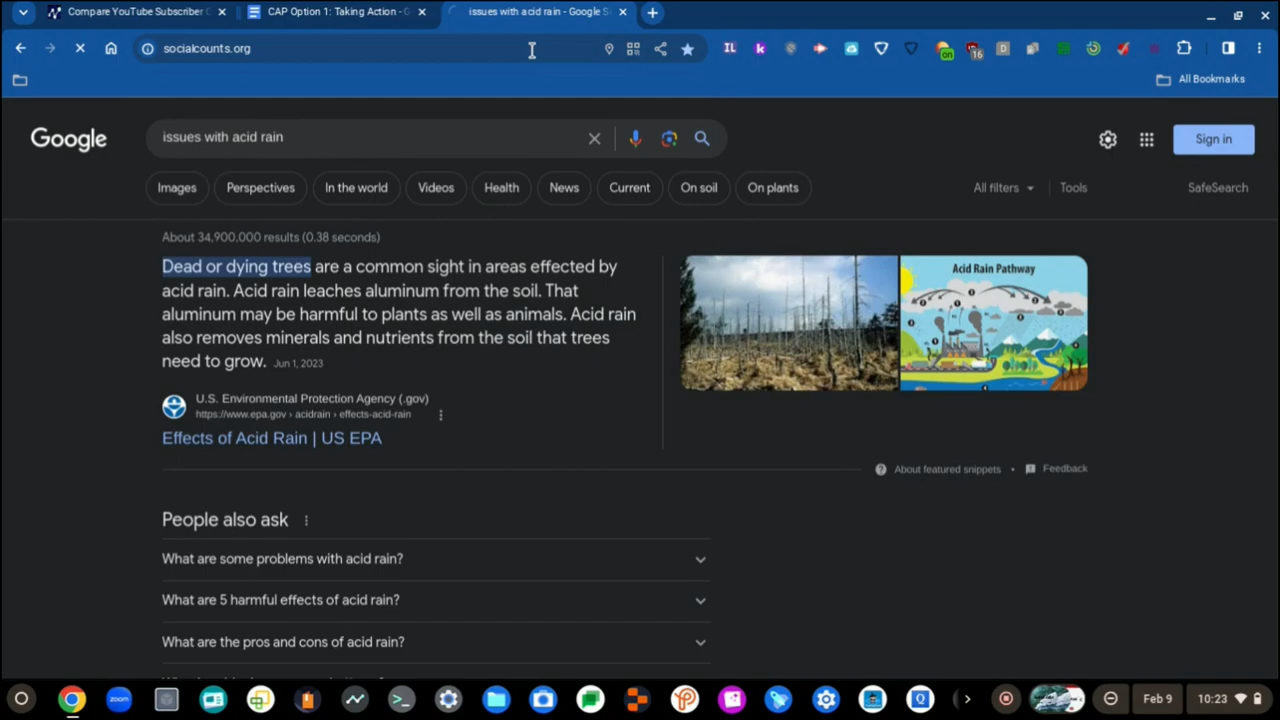 Compare YouTube Subscriber
CAP Option 1: Taking Action - G
issues with acid rain - Google S
socialcounts.org
IL
k
on
16
D
All Bookmarks
Google
issues with acid rain
Sign in
Images
Perspectives
In the world
Videos
Health
News
Current
On soil
On plants
All filters
Tools
SafeSearch
About 34,900,000 results (0.38 seconds)
Dead or dying trees are a common sight in areas effected by
acid rain. Acid rain leaches aluminum from the soil. That
aluminum may be harmful to plants as well as animals. Acid rain
also removes minerals and nutrients from the soil that trees
need to grow. Jun 1, 2023
Acid Rain Pathway
U.S. Environmental Protection Agency (.gov)
https://www.epa.gov › acidrain › effects-acid-rain
Effects of Acid Rain | US EPA
About featured snippets • Feedback
People also ask
What are some problems with acid rain?
What are 5 harmful effects of acid rain?
What are the pros and cons of acid rain?
zoom
Q
Feb 9
10:23